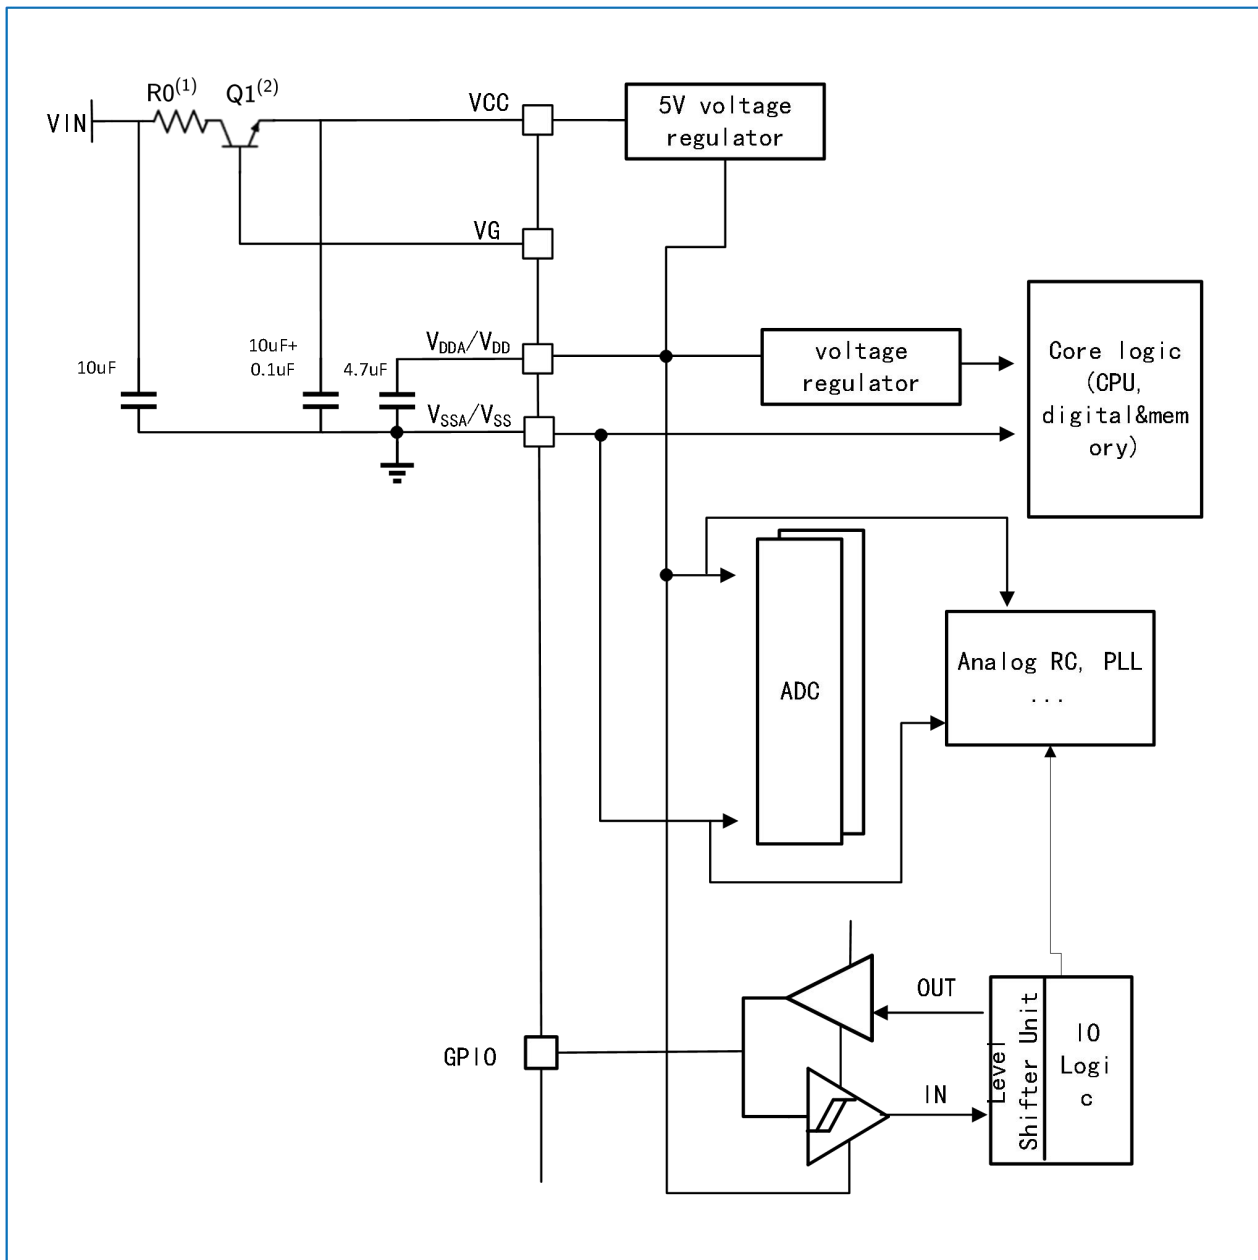 R0(1)
Q1(2)
VIN
VCC
5V voltage
regulator
VG
VDDA/VDD
10uF
10uF+
0.1uF
4.7uF
VSSA/VSS
voltage
regulator
Core logic
(CPU,
digital&mem
ory)
ADC
Analog RC, PLL
...
GPIO
OUT
IN
Level
Shifter Unit
IO
Logi
c